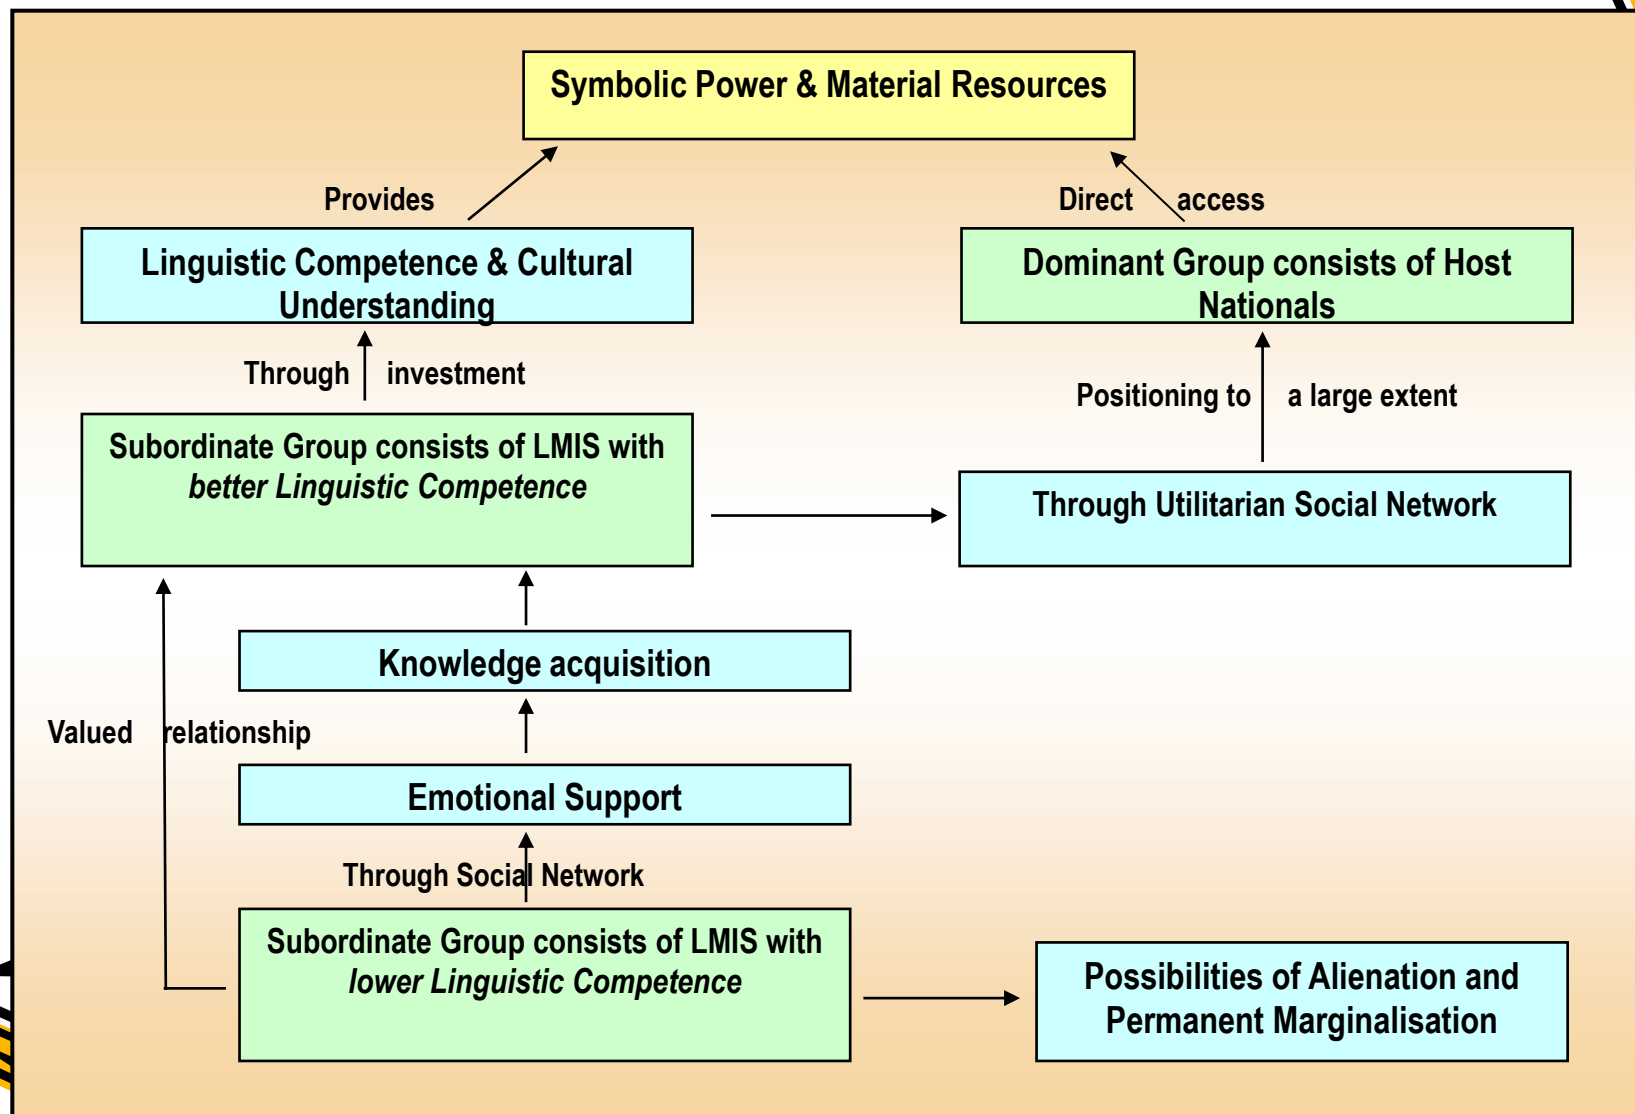 Symbolic Power & Material Resources
Provides
Direct access
Linguistic Competence & Cultural
Understanding
Dominant Group consists of Host
Nationals
Through investment
Positioning to a large extent
Subordinate Group consists of LMIS with
better Linguistic Competence
Through Utilitarian Social Network
Knowledge acquisition
Valued relationship
Emotional Support
Through Social Network
Subordinate Group consists of LMIS with
lower Linguistic Competence
Possibilities of Alienation and
Permanent Marginalisation